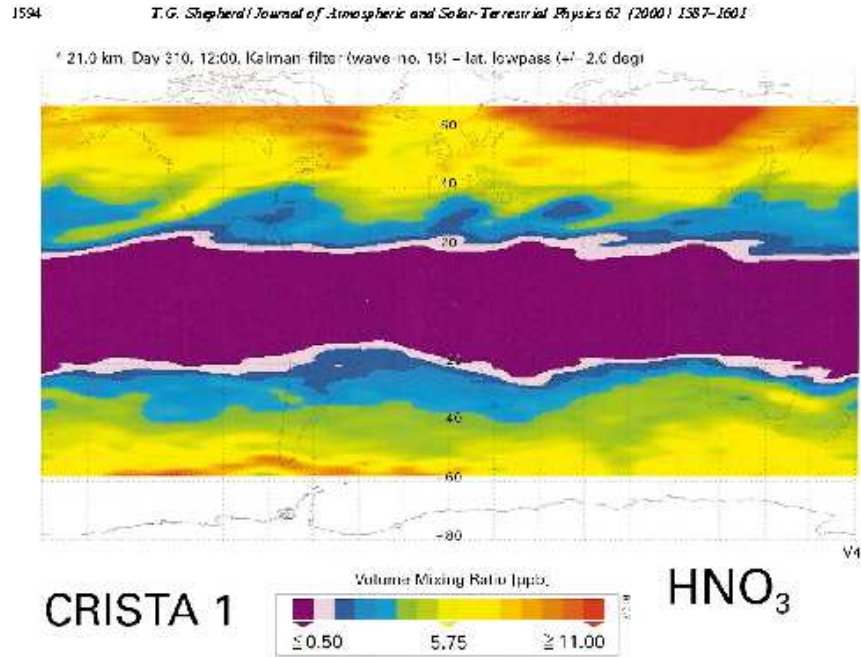 1594 T.G. Shepherd / Journal of Atmospheric and Solar-Terrestrial Physics 62 (2000) 1587–1601
21.0 km, Day 310, 12:00, Kalman-filter (wave-no. 15) – lat. lowpass (+/- 2.0 deg)
60
40
20
-20
-40
-60
-80
V4
Volume Mixing Ratio [ppb]
CRISTA 1
HNO3
≤0.50 5.75 ≥11.00